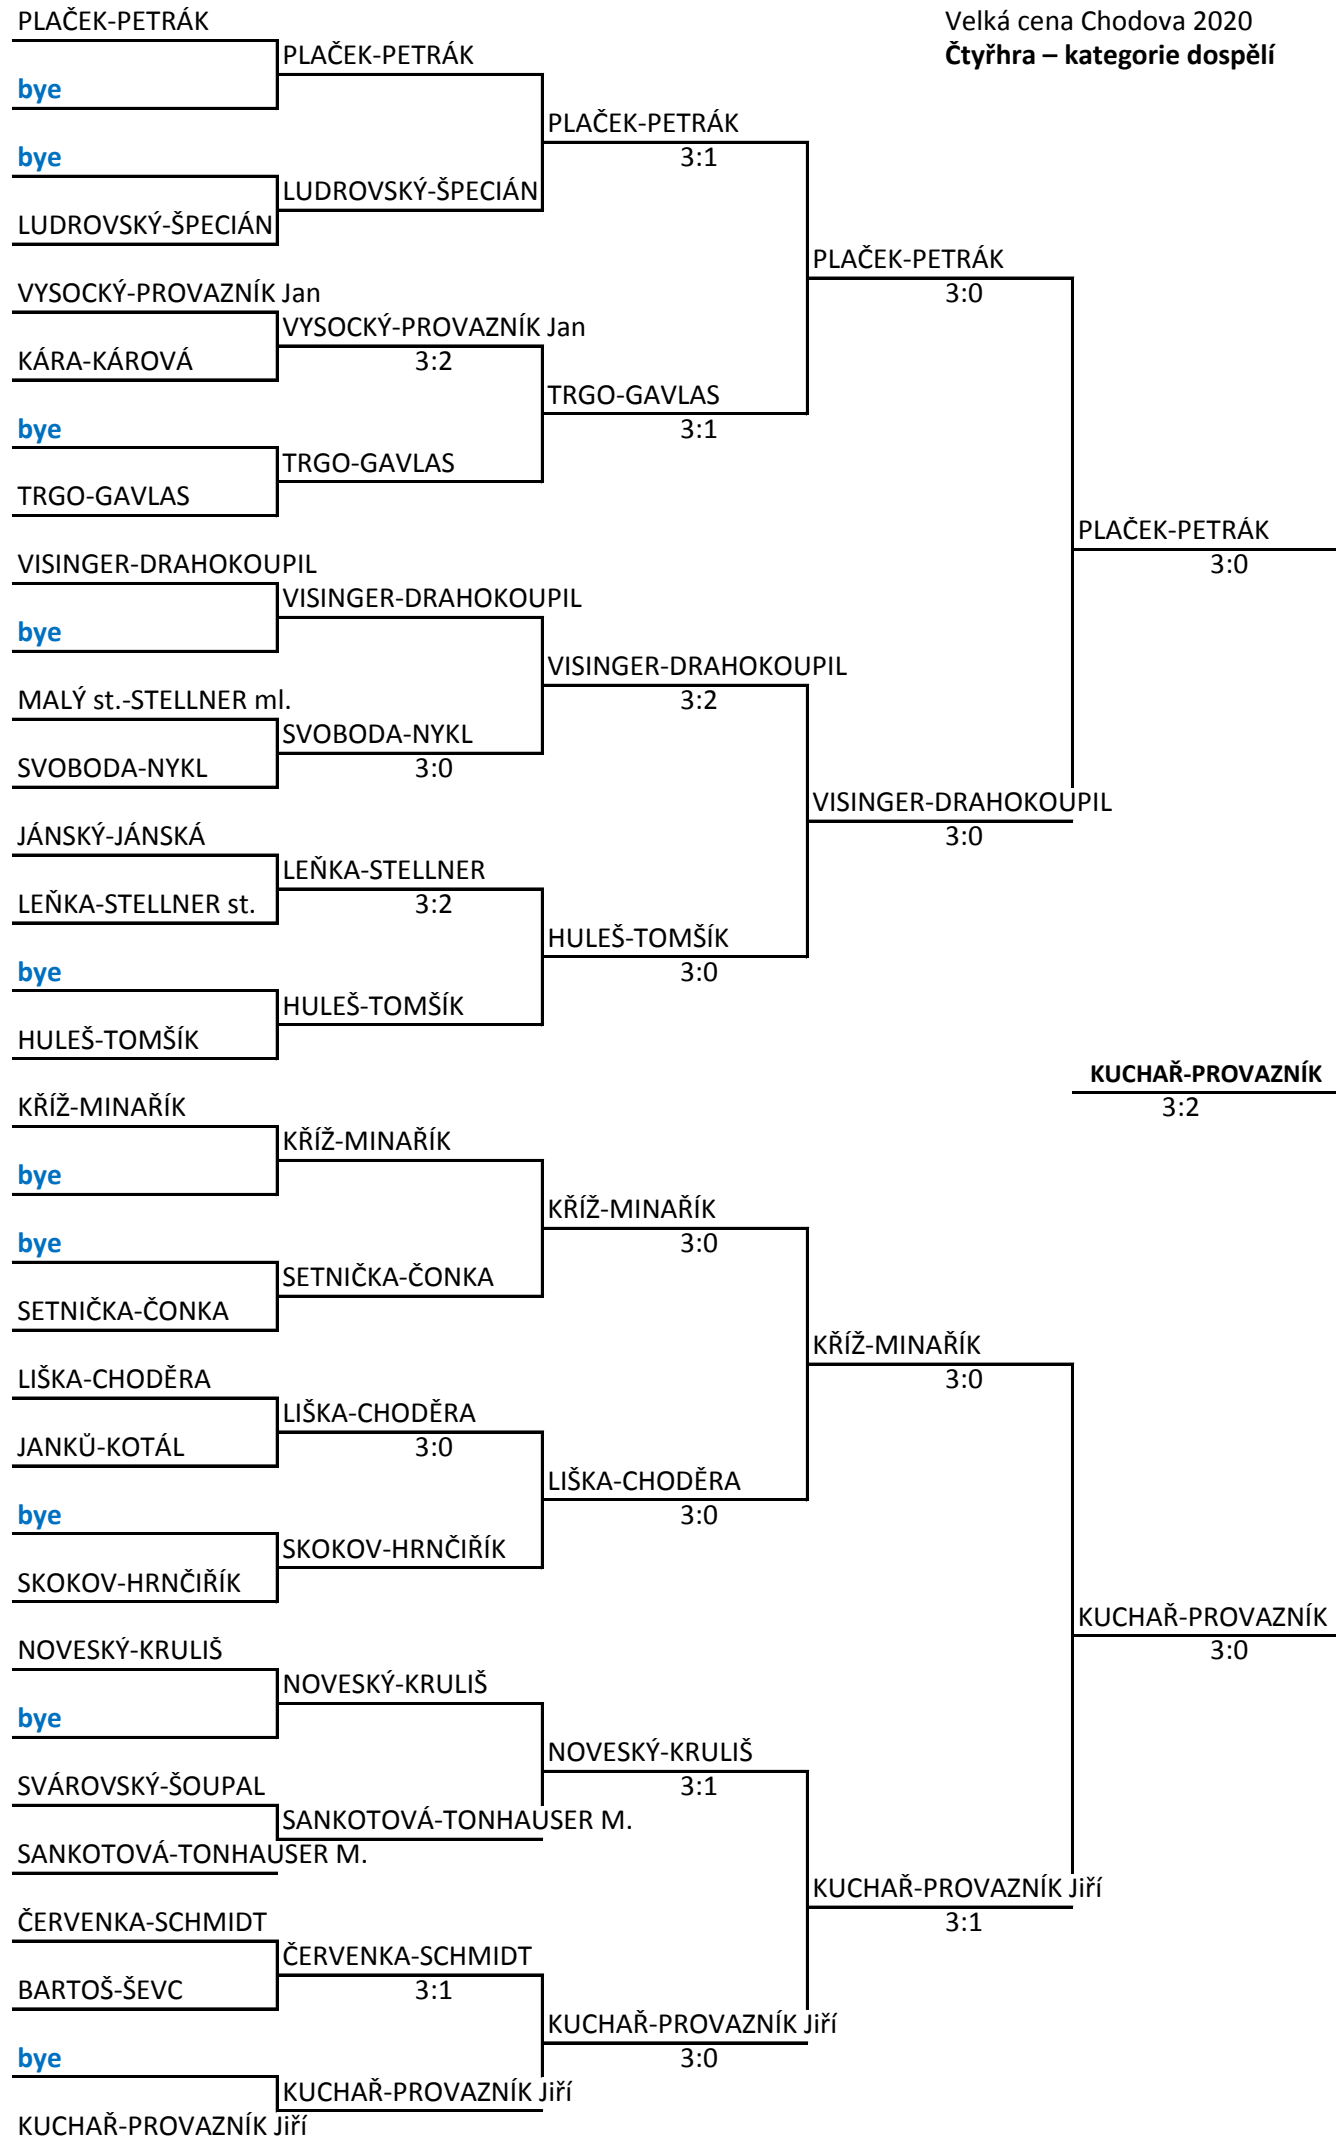 PLAČEK-PETRÁK
Velká cena Chodova 2020
PLAČEK-PETRÁK
Čtyřhra – kategorie dospělí
bye
PLAČEK-PETRÁK
bye
3:1
LUDROVSKÝ-ŠPECIÁN
LUDROVSKÝ-ŠPECIÁN
PLAČEK-PETRÁK
VYSOCKÝ-PROVAZNÍK Jan
3:0
VYSOCKÝ-PROVAZNÍK Jan
KÁRA-KÁROVÁ
3:2
TRGO-GAVLAS
bye
3:1
TRGO-GAVLAS
TRGO-GAVLAS
PLAČEK-PETRÁK
VISINGER-DRAHOKOUPIL
3:0
VISINGER-DRAHOKOUPIL
bye
VISINGER-DRAHOKOUPIL
MALÝ st.-STELLNER ml.
3:2
SVOBODA-NYKL
SVOBODA-NYKL
3:0
VISINGER-DRAHOKOUPIL
JÁNSKÝ-JÁNSKÁ
3:0
LEŇKA-STELLNER
LEŇKA-STELLNER st.
3:2
HULEŠ-TOMŠÍK
bye
3:0
HULEŠ-TOMŠÍK
HULEŠ-TOMŠÍK
KUCHAŘ-PROVAZNÍK
KŘÍŽ-MINAŘÍK
3:2
KŘÍŽ-MINAŘÍK
bye
KŘÍŽ-MINAŘÍK
bye
3:0
SETNIČKA-ČONKA
SETNIČKA-ČONKA
KŘÍŽ-MINAŘÍK
LIŠKA-CHODĚRA
3:0
LIŠKA-CHODĚRA
JANKŮ-KOTÁL
3:0
LIŠKA-CHODĚRA
bye
3:0
SKOKOV-HRNČIŘÍK
SKOKOV-HRNČIŘÍK
KUCHAŘ-PROVAZNÍK
NOVESKÝ-KRULIŠ
3:0
NOVESKÝ-KRULIŠ
bye
NOVESKÝ-KRULIŠ
SVÁROVSKÝ-ŠOUPAL
3:1
SANKOTOVÁ-TONHAUSER M.
SANKOTOVÁ-TONHAUSER M.
KUCHAŘ-PROVAZNÍK Jiří
ČERVENKA-SCHMIDT
3:1
ČERVENKA-SCHMIDT
BARTOŠ-ŠEVC
3:1
KUCHAŘ-PROVAZNÍK Jiří
bye
3:0
KUCHAŘ-PROVAZNÍK Jiří
KUCHAŘ-PROVAZNÍK Jiří